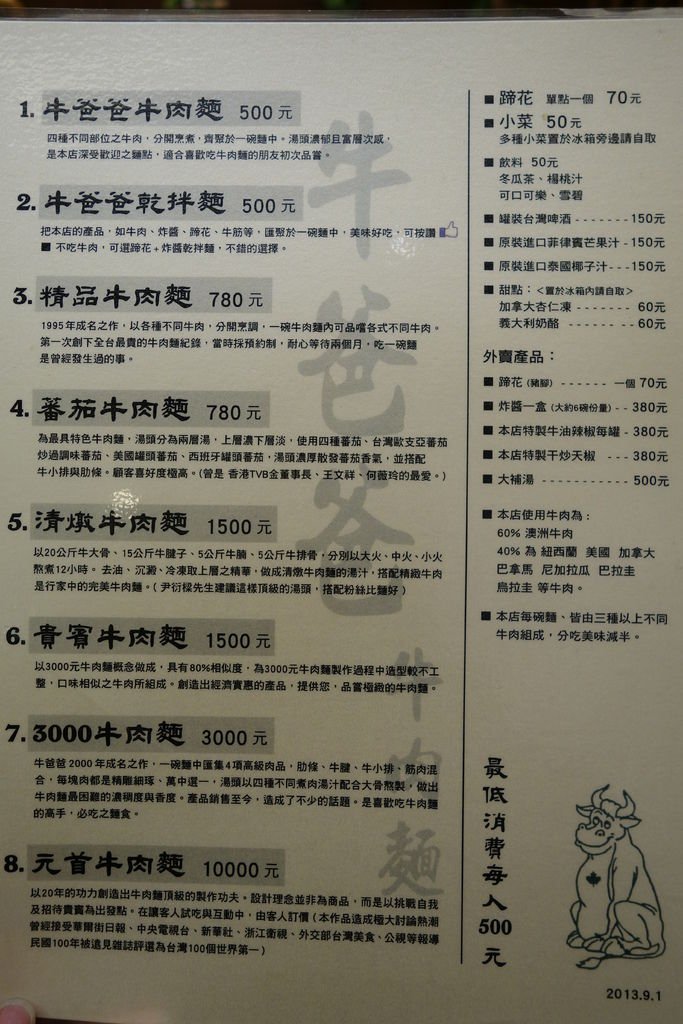 1. 牛爸爸牛肉麵 500元
四種不同部位之牛肉，分開烹煮，齊聚於一碗麵中。湯頭濃郁且富層次感，
是本店深受歡迎之麵點，適合喜歡吃牛肉麵的朋友初次品嘗。
2. 牛爸爸乾拌麵 500元
把本店的產品，如牛肉、炸醬、蹄花、牛筋等，匯聚於一碗麵中，美味好吃，可按讚
■ 不吃牛肉，可選蹄花+炸醬乾拌麵，不錯的選擇。
3. 精品牛肉麵 780元
1995年成名之作，以各種不同牛肉，分開烹調，一碗牛肉麵內可品嚐各式不同牛肉。
第一次創下全台最貴的牛肉麵紀錄，當時採預約制，耐心等待兩個月，吃一碗麵
是曾經發生過的事。
4. 蕃茄牛肉麵 780元
為最具特色牛肉麵，湯頭分為兩層湯，上層濃下層淡，使用四種蕃茄、台灣歐支亞蕃茄
炒過調味蕃茄、美國罐頭蕃茄、西班牙罐頭蕃茄，湯頭濃厚散發蕃茄香氣，並搭配
牛小排與肋條。顧客喜好度極高。(曾是 香港TVB金董事長、王文祥、何薇玲的最愛。)
5. 清燉牛肉麵 1500元
以20公斤牛大骨、15公斤牛腱子、5公斤牛腩、5公斤牛排骨，分別以大火、中火、小火
熬煮12小時。 去油、沉澱、冷凍取上層之精華，做成清燉牛肉麵的湯汁，搭配精緻牛肉
是行家中的完美牛肉麵。( 尹衍樑先生建議這樣頂級的湯頭，搭配粉絲比麵好 )
6. 貴賓牛肉麵 1500元
以3000元牛肉麵概念做成，具有80%相似度，為3000元牛肉麵製作過程中造型較不工
整，口味相似之牛肉所組成。創造出經濟實惠的產品，提供您，品嘗極緻的牛肉麵。
7. 3000牛肉麵 3000元
牛爸爸 2000 年成名之作，一碗麵中匯集4項高級肉品，肋條、牛腱、牛小排、筋肉混
合，每塊肉都是精雕細琢、萬中選一，湯頭以四種不同煮肉湯汁配合大骨熬製，做出
牛肉麵最困難的濃稠度與香度。產品銷售至今，造成了不少的話題。是喜歡吃牛肉麵
的高手，必吃之麵食。
8. 元首牛肉麵 10000元
以20年的功力創造出牛肉麵頂級的製作功夫。設計理念並非為商品，而是以挑戰自我
及招待貴賓為出發點。在讓客人試吃與互動中，由客人訂價 ( 本作品造成極大討論熱潮
曾經接受華爾街日報、中央電視台、新華社、浙江衛視、外交部台灣美食、公視等報導
民國100年被遠見雜誌評選為台灣100個世界第一 )
牛爸爸牛肉麵
■ 蹄花 單點一個 70元
■ 小菜 50元
多種小菜置於冰箱旁邊請自取
■ 飲料 50元
冬瓜茶、楊桃汁
可口可樂、雪碧
■ 罐裝台灣啤酒 - - - - - - - 150元
■ 原裝進口菲律賓芒果汁 - 150元
■ 原裝進口泰國椰子汁 - - - 150元
■ 甜點：＜置於冰箱內請自取＞
加拿大杏仁凍 - - - - - - - 60元
義大利奶酪 - - - - - - - - 60元
外賣產品：
■ 蹄花 (豬腳) - - - - - - 一個 70元
■ 炸醬一盒 (大約6碗份量) - - 380元
■ 本店特製牛油辣椒每罐 - 380元
■ 本店特製干炒天椒 - - - 380元
■ 大補湯 - - - - - - - - - 500元
■ 本店使用牛肉為：
60% 澳洲牛肉
40% 為 紐西蘭 美國 加拿大
巴拿馬 尼加拉瓜 巴拉圭
烏拉圭 等牛肉。
■ 本店每碗麵、皆由三種以上不同
牛肉組成，分吃美味減半。
最低消費每人500元
2013.9.1